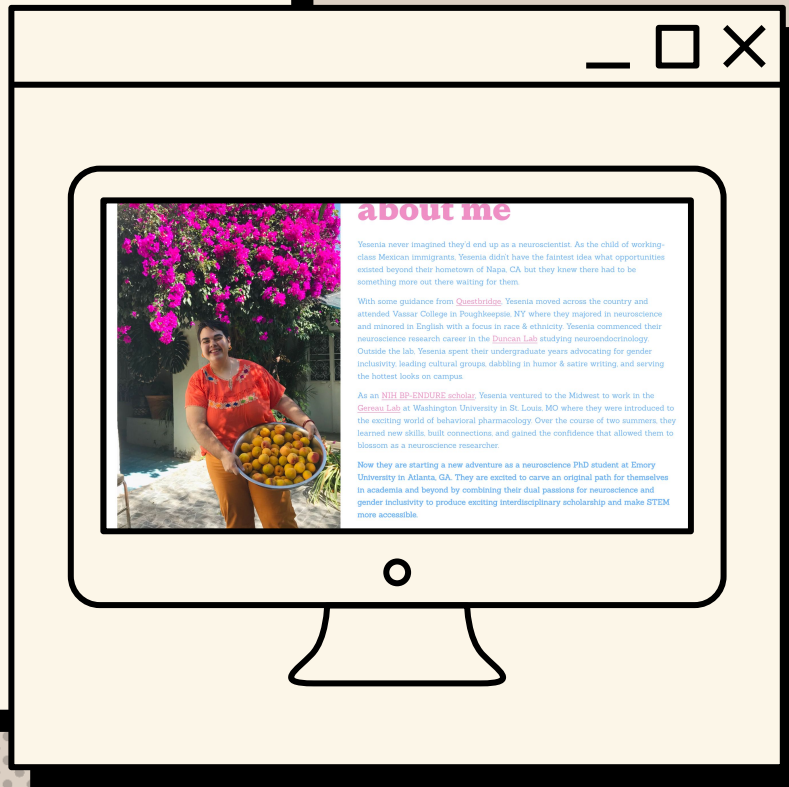 about me
Yesenia never imagined they'd end up as a neuroscientist. As the child of working-
class Mexican immigrants, Yesenia didn't have the faintest idea what opportunities
existed beyond their hometown of Napa, CA but they knew there had to be
something more out there waiting for them.
With some guidance from Questbridge, Yesenia moved across the country and
attended Vassar College in Poughkeepsie, NY where they majored in neuroscience
and minored in English with a focus in race & ethnicity. Yesenia commenced their
neuroscience research career in the Duncan Lab studying neuroendocrinology.
Outside the lab, Yesenia spent their undergraduate years advocating for gender
inclusivity, leading cultural groups, dabbling in humor & satire writing, and serving
the hottest looks on campus.
As an NIH BP-ENDURE scholar, Yesenia ventured to the Midwest to work in the
Gereau Lab at Washington University in St. Louis, MO where they were introduced to
the exciting world of behavioral pharmacology. Over the course of two summers, they
learned new skills, built connections, and gained the confidence that allowed them to
blossom as a neuroscience researcher.
Now they are starting a new adventure as a neuroscience PhD student at Emory
University in Atlanta, GA. They are excited to carve an original path for themselves
in academia and beyond by combining their dual passions for neuroscience and
gender inclusivity to produce exciting interdisciplinary scholarship and make STEM
more accessible.